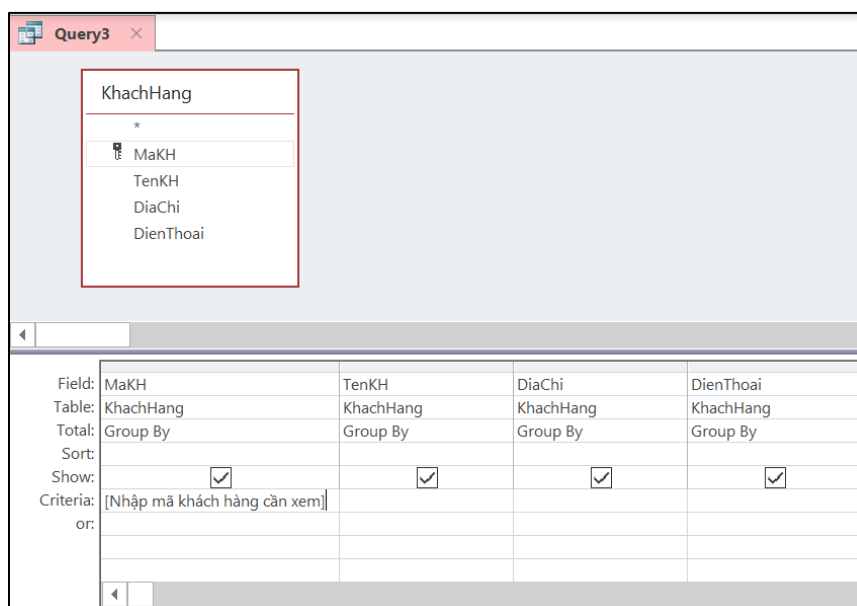 Query3
KhachHang
*
MaKH
TenKH
DiaChi
DienThoai
Field: MaKH TenKH DiaChi DienThoai
Table: KhachHang KhachHang KhachHang KhachHang
Total: Group By Group By Group By Group By
Sort:
Show:
Criteria: [Nhập mã khách hàng cần xem]
or: